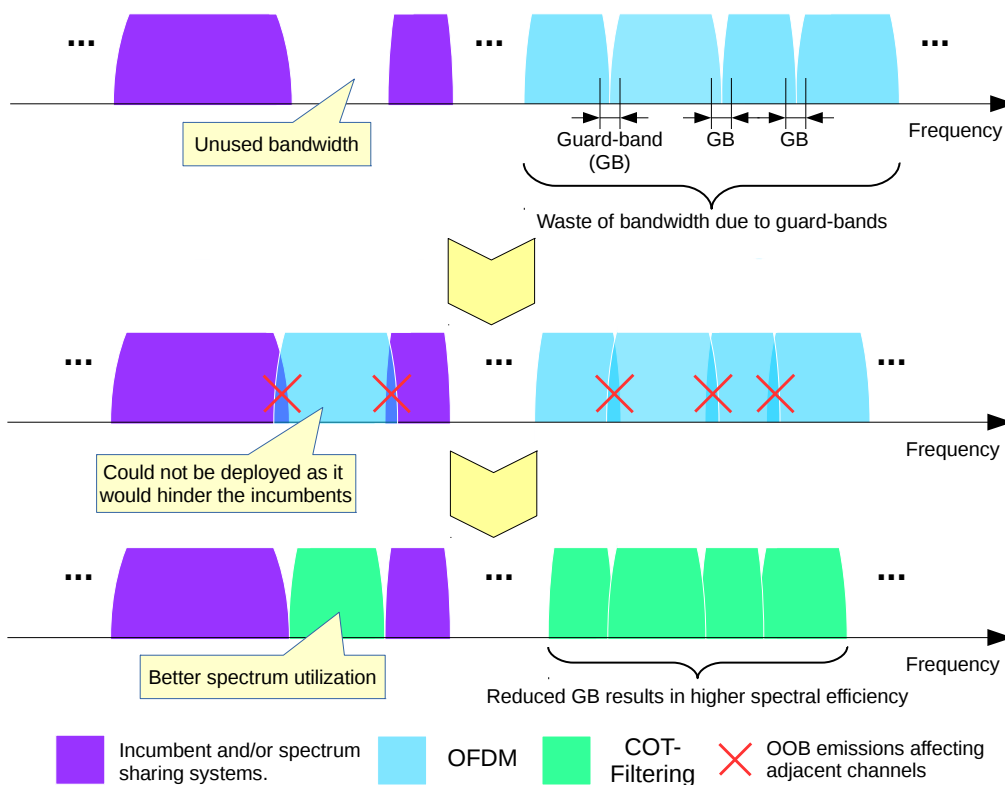 ... ... ...
Unused bandwidth
Guard-band
(GB)
GB
GB
Frequency
Waste of bandwidth due to guard-bands
... ... ...
Frequency
Could not be deployed as it
would hinder the incumbents
... ... ...
Frequency
Better spectrum utilization
Reduced GB results in higher spectral efficiency
Incumbent and/or spectrum
sharing systems.
OFDM
COT-
Filtering
OOB emissions affecting
adjacent channels